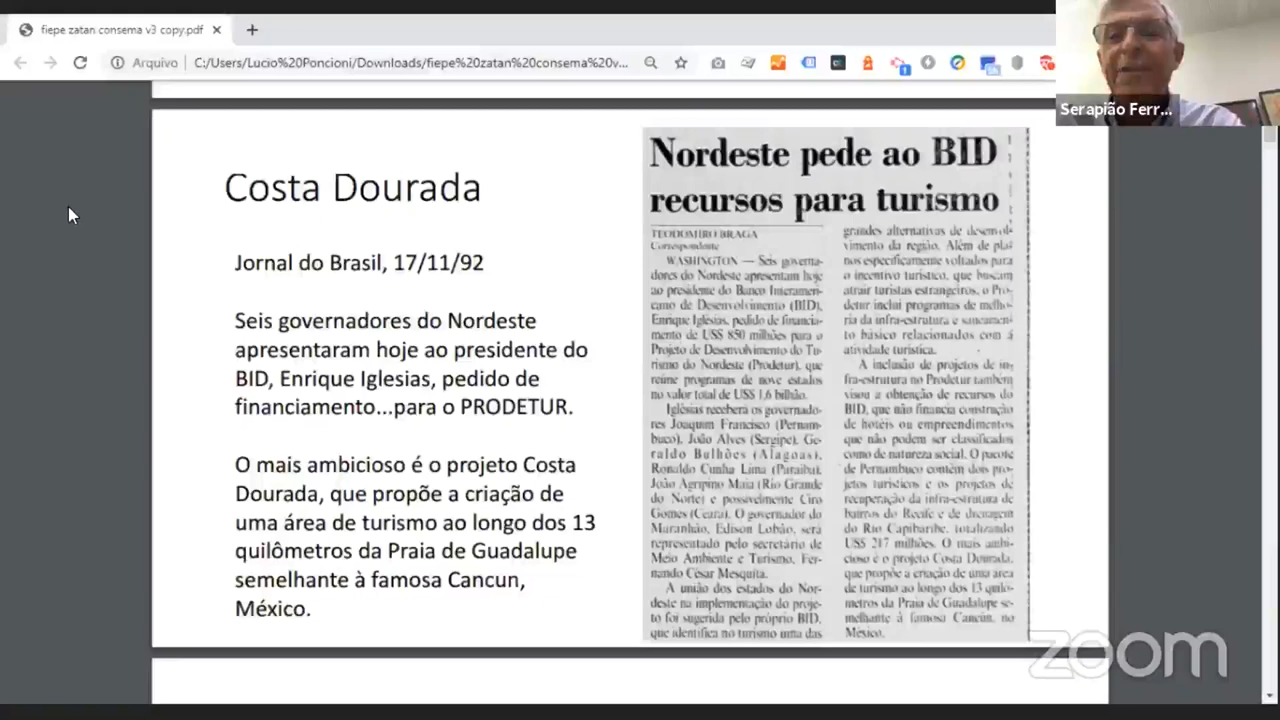 fiepe zatan consema v3 copy.pdf
Arquivo
C:/Users/Lucio%20Poncioni/Downloads/fiepe%20zatan%20consema%20v...
Serapião Ferr...
Costa Dourada
Jornal do Brasil, 17/11/92
Seis governadores do Nordeste
apresentaram hoje ao presidente do
BID, Enrique Iglesias, pedido de
financiamento...para o PRODETUR.
O mais ambicioso é o projeto Costa
Dourada, que propõe a criação de
uma área de turismo ao longo dos 13
quilômetros da Praia de Guadalupe
semelhante à famosa Cancun,
México.
Nordeste pede ao BID
recursos para turismo
TEODOMIRO BRAGA
Correspondente
WASHINGTON — Seis governa-
dores do Nordeste apresentam hoje
ao presidente do Banco Interameri-
cano de Desenvolvimento (BID),
Enrique Iglesias, pedido de financia-
mento de US$ 850 milhões para o
Projeto de Desenvolvimento do Tu-
rismo do Nordeste (Prodetur), que
reúne programas de nove estados
no valor total de US$ 1,6 bilhão.
Iglésias receberá os governado-
res Joaquim Francisco (Pernam-
buco), João Alves (Sergipe), Ge-
raldo Bulhões (Alagoas),
Ronaldo Cunha Lima (Paraíba),
João Agripino Maia (Rio Grande
do Norte) e possivelmente Ciro
Gomes (Ceará). O governador do
Maranhão, Edison Lobão, será
representado pelo secretário de
Meio Ambiente e Turismo, Fer-
nando César Mesquita.
A união dos estados do Nor-
deste na implementação do proje-
to foi sugerida pelo próprio BID,
que identifica no turismo uma das
grandes alternativas de desenvol-
vimento da região. Além de pla-
nos especificamente voltados para
o incentivo turístico, que buscam
atrair turistas estrangeiros, o Pro-
detur inclui programas de melho-
ria da infra-estrutura e saneamen-
to básico relacionados com a
atividade turística.
A inclusão de projetos de in-
fra-estrutura no Prodetur também
visou a obtenção de recursos do
BID, que não financia construção
de hotéis ou empreendimentos
que não podem ser classificados
como de natureza social. O pacote
de Pernambuco contém dois pro-
jetos turísticos e os projetos de
recuperação da infra-estrutura de
bairros do Recife e de drenagem
do Rio Capibaribe, totalizando
US$ 217 milhões. O mais ambi-
cioso é o projeto Costa Dourada,
que propõe a criação de uma área
de turismo ao longo dos 13 quilô-
metros da Praia de Guadalupe se-
melhante à famosa Cancún, no
México.
zoom